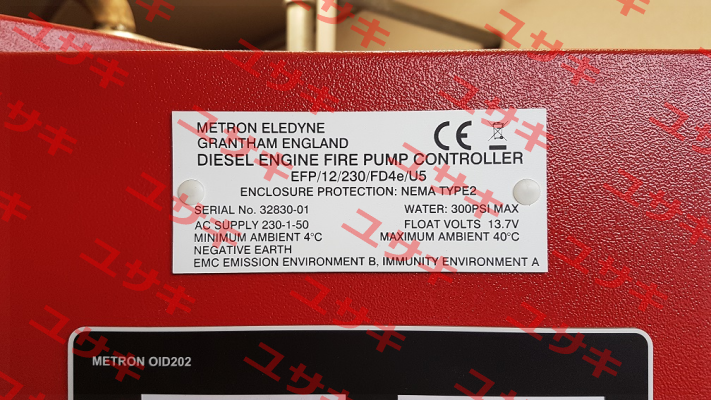 METRON ELEDYNE
GRANTHAM ENGLAND
CE
DIESEL ENGINE FIRE PUMP CONTROLLER
EFP/12/230/FD4e/U5
ENCLOSURE PROTECTION: NEMA TYPE2
SERIAL No. 32830-01 WATER: 300PSI MAX
AC SUPPLY 230-1-50 FLOAT VOLTS 13.7V
MINIMUM AMBIENT 4°C MAXIMUM AMBIENT 40°C
NEGATIVE EARTH
EMC EMISSION ENVIRONMENT B, IMMUNITY ENVIRONMENT A
METRON OID202
ユサキ